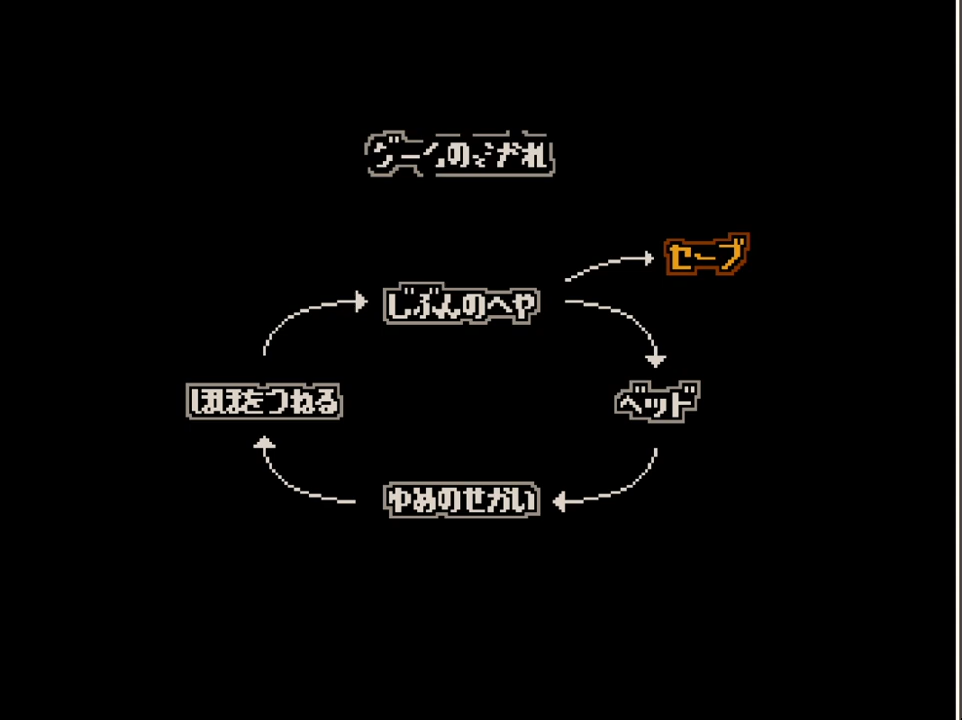 ゲームのながれ
セーブ
じぶんのへや
ほほをつねる
ベッド
ゆめのせかい